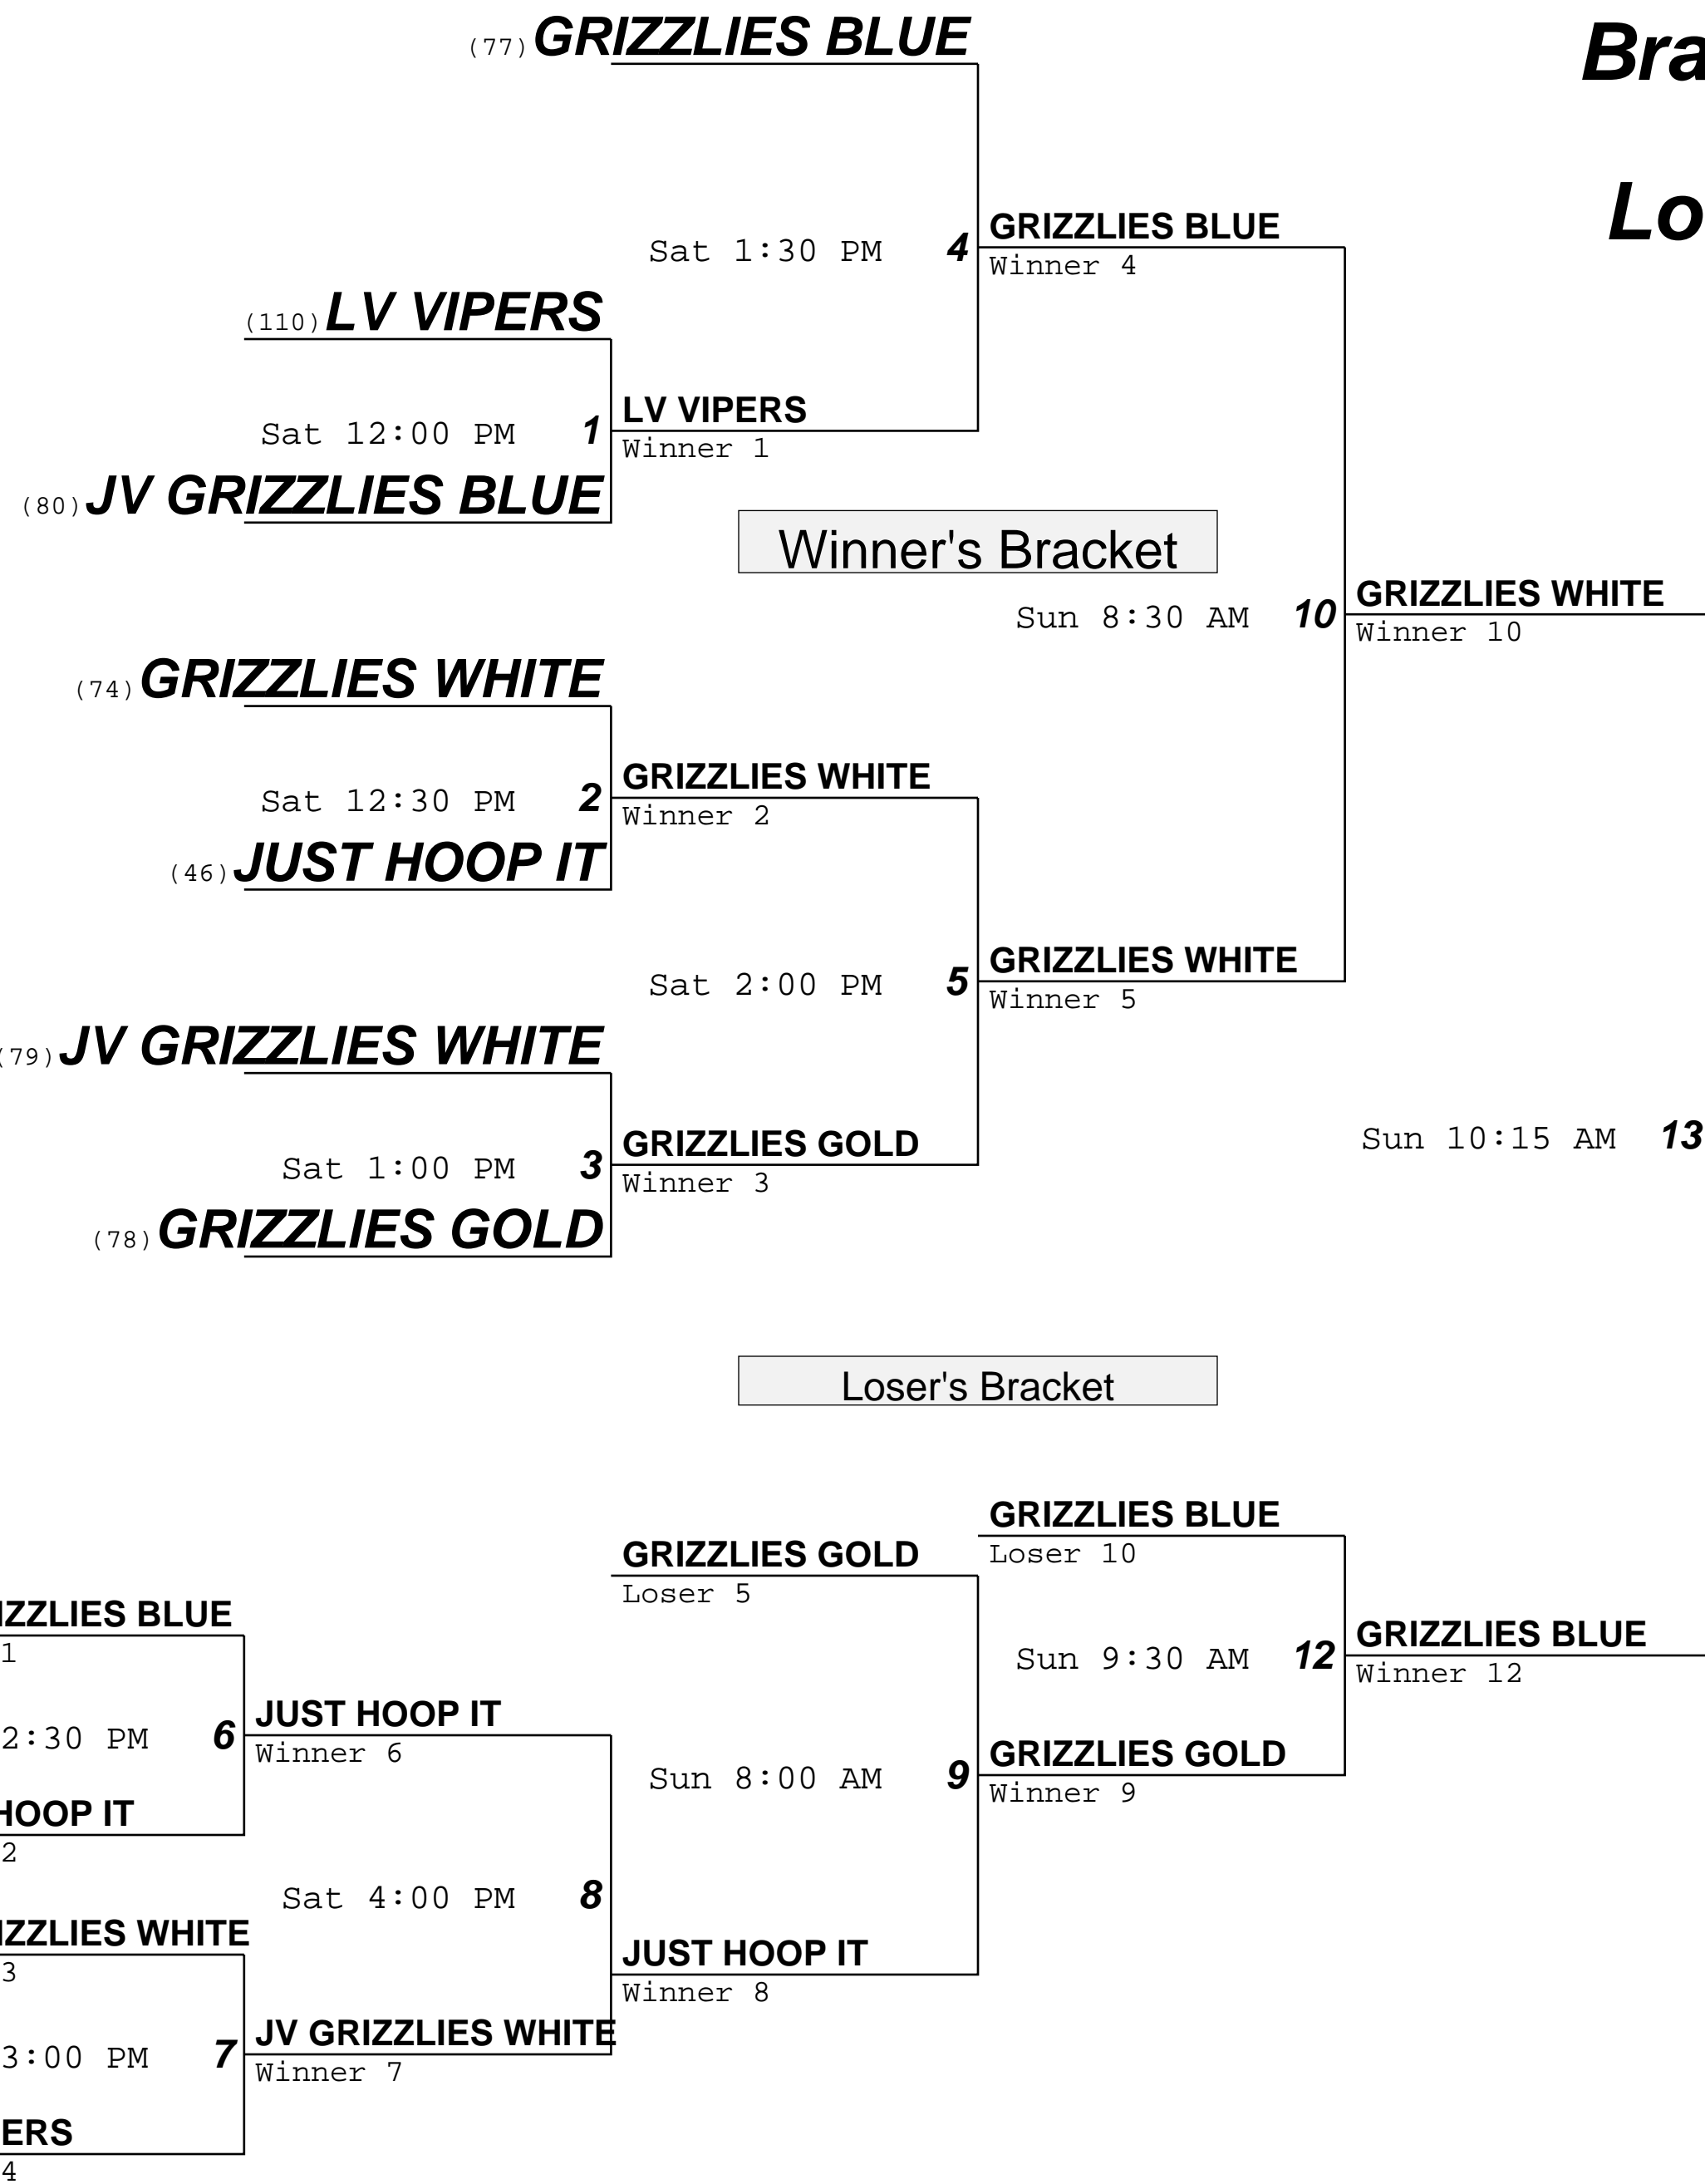 (77) GRIZZLIES BLUE
Bra
Lo
GRIZZLIES BLUE
Sat 1:30 PM 4
Winner 4
(110) LV VIPERS
LV VIPERS
Sat 12:00 PM 1
Winner 1
(80) JV GRIZZLIES BLUE
Winner's Bracket
GRIZZLIES WHITE
Sun 8:30 AM 10
Winner 10
(74) GRIZZLIES WHITE
GRIZZLIES WHITE
Sat 12:30 PM 2
Winner 2
(46) JUST HOOP IT
GRIZZLIES WHITE
Sat 2:00 PM 5
Winner 5
(79) JV GRIZZLIES WHITE
Sun 10:15 AM 13
GRIZZLIES GOLD
Sat 1:00 PM 3
Winner 3
(78) GRIZZLIES GOLD
Loser's Bracket
GRIZZLIES BLUE
Loser 10
GRIZZLIES GOLD
Loser 5
IZZLIES BLUE
1
GRIZZLIES BLUE
Sun 9:30 AM 12
Winner 12
JUST HOOP IT
2:30 PM 6
Winner 6
GRIZZLIES GOLD
Sun 8:00 AM 9
Winner 9
HOOP IT
2
Sat 4:00 PM 8
IZZLIES WHITE
3
JUST HOOP IT
Winner 8
JV GRIZZLIES WHITE
3:00 PM 7
Winner 7
ERS
4